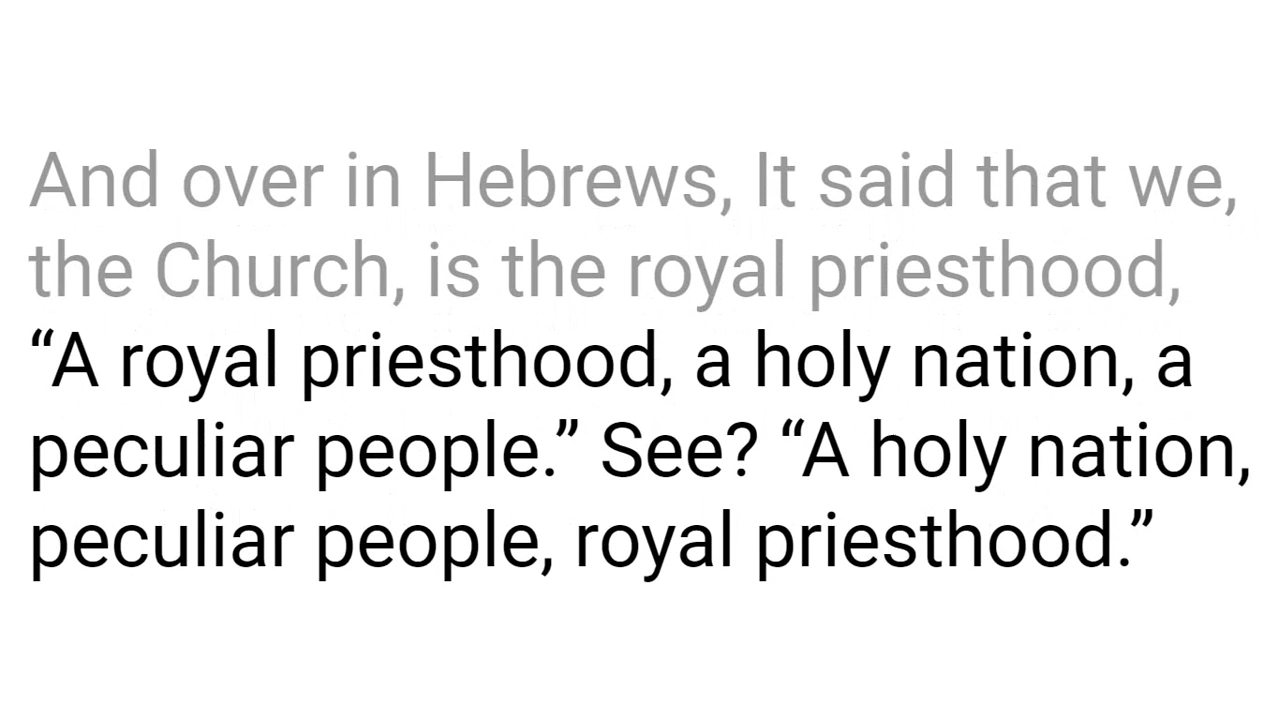 And over in Hebrews, It said that we,
the Church, is the royal priesthood,
“A royal priesthood, a holy nation, a
peculiar people.” See? “A holy nation,
peculiar people, royal priesthood.”